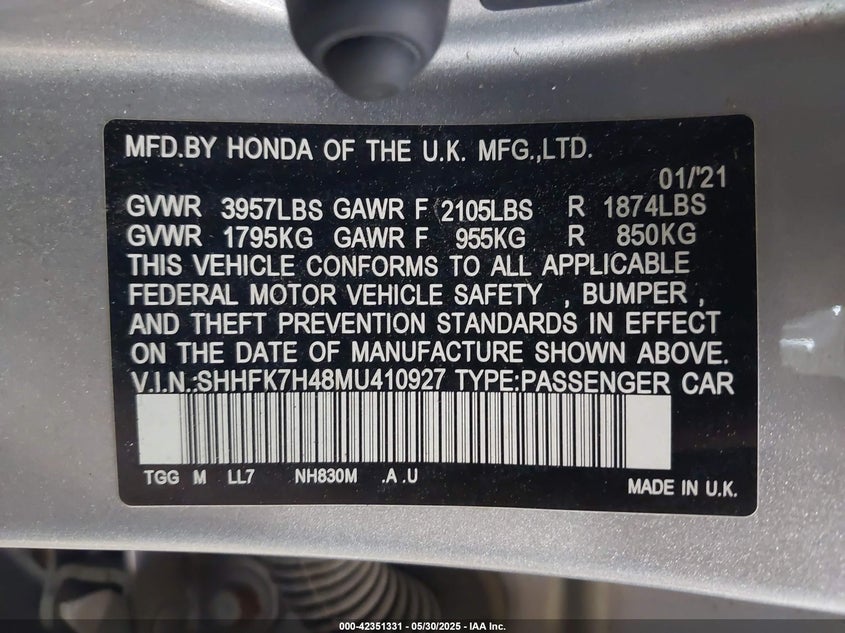 MFD.BY HONDA OF THE U.K. MFG.,LTD.
01/'21
GVWR 3957LBS GAWR F 2105LBS R 1874LBS
GVWR 1795KG GAWR F 955KG R 850KG
THIS VEHICLE CONFORMS TO ALL APPLICABLE
FEDERAL MOTOR VEHICLE SAFETY , BUMPER ,
AND THEFT PREVENTION STANDARDS IN EFFECT
ON THE DATE OF MANUFACTURE SHOWN ABOVE.
V.I.N.:SHHFK7H48MU410927 TYPE:PASSENGER CAR
TGG M LL7 NH830M .A .U
MADE IN U.K.
000-42351331 - 05/30/2025 - IAA Inc.